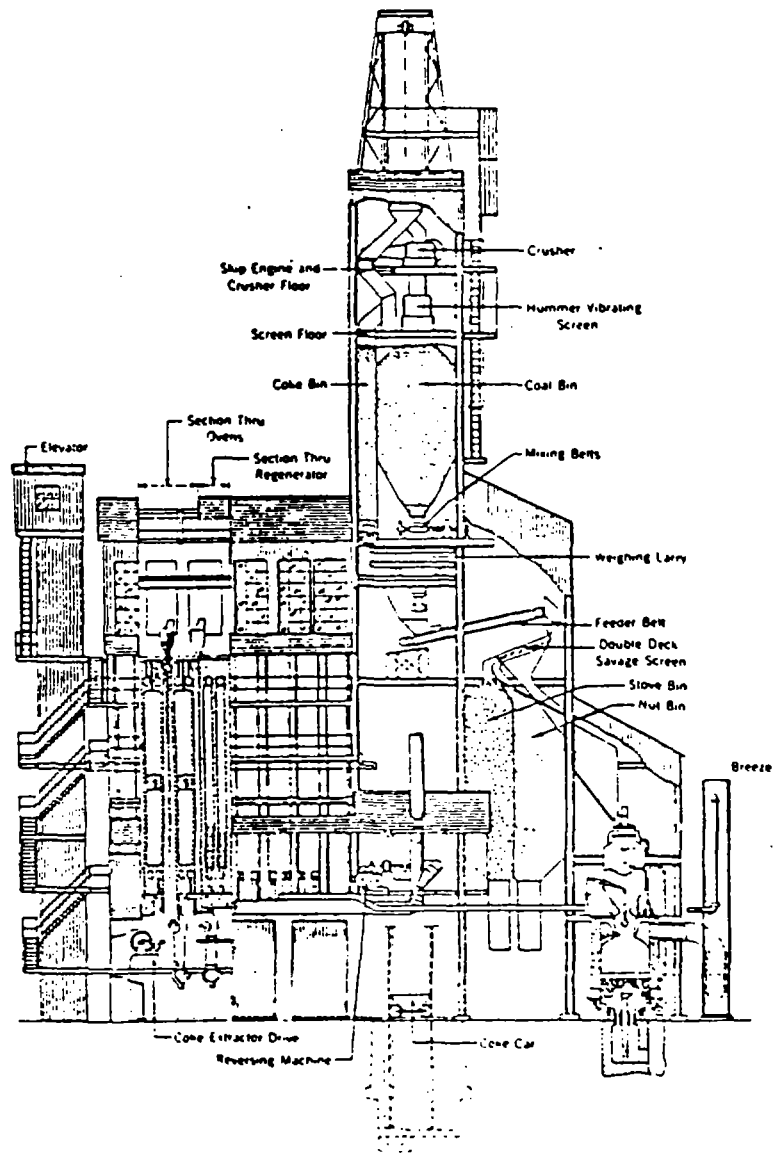 Crusher
Skip Engine and
Crusher Floor
Hummer Vibrating
Screen
Screen Floor
Coke Bin
Coal Bin
Section Thru
Ovens
Elevator
Section Thru
Regenerator
Mixing Belts
Weighing Larry
Feeder Belt
Double Deck
Savage Screen
Stove Bin
Nut Bin
Breeze
Coke Extractor Drive
Reversing Machine
Coke Car